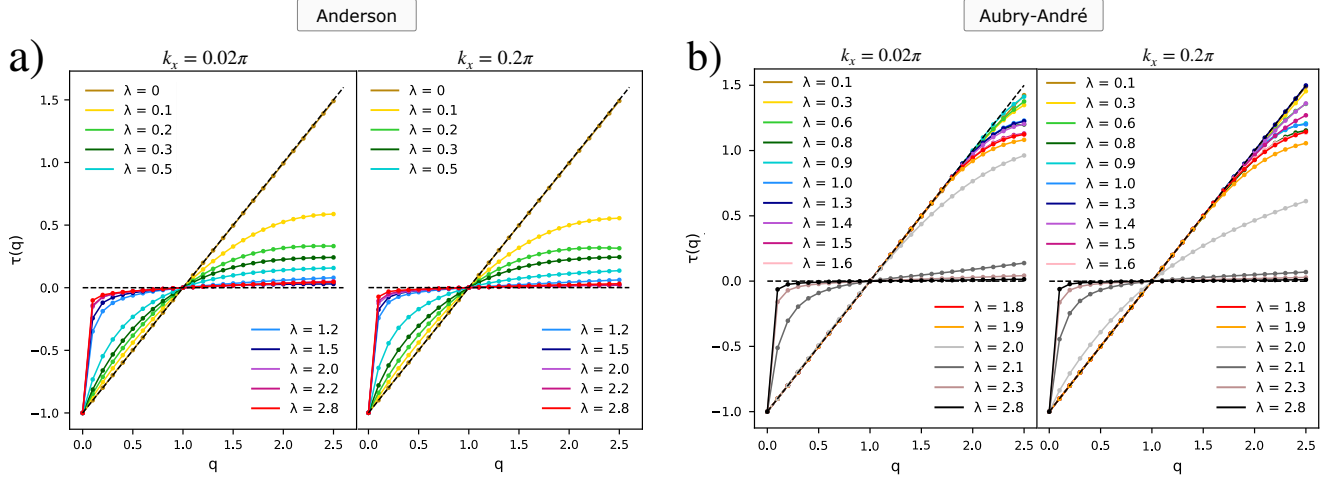 Anderson
Aubry-André
a)
k_x = 0.02π
k_x = 0.2π
τ(q)
1.5
1.0
0.5
0.0
−0.5
−1.0
λ = 0
λ = 0.1
λ = 0.2
λ = 0.3
λ = 0.5
λ = 1.2
λ = 1.5
λ = 2.0
λ = 2.2
λ = 2.8
0.0 0.5 1.0 1.5 2.0 2.5
q
λ = 0
λ = 0.1
λ = 0.2
λ = 0.3
λ = 0.5
λ = 1.2
λ = 1.5
λ = 2.0
λ = 2.2
λ = 2.8
0.0 0.5 1.0 1.5 2.0 2.5
q
b)
k_x = 0.02π
k_x = 0.2π
τ(q)
1.5
1.0
0.5
0.0
−0.5
−1.0
λ = 0.1
λ = 0.3
λ = 0.6
λ = 0.8
λ = 0.9
λ = 1.0
λ = 1.3
λ = 1.4
λ = 1.5
λ = 1.6
λ = 1.8
λ = 1.9
λ = 2.0
λ = 2.1
λ = 2.3
λ = 2.8
0.0 0.5 1.0 1.5 2.0 2.5
q
λ = 0.1
λ = 0.3
λ = 0.6
λ = 0.8
λ = 0.9
λ = 1.0
λ = 1.3
λ = 1.4
λ = 1.5
λ = 1.6
λ = 1.8
λ = 1.9
λ = 2.0
λ = 2.1
λ = 2.3
λ = 2.8
0.0 0.5 1.0 1.5 2.0 2.5
q